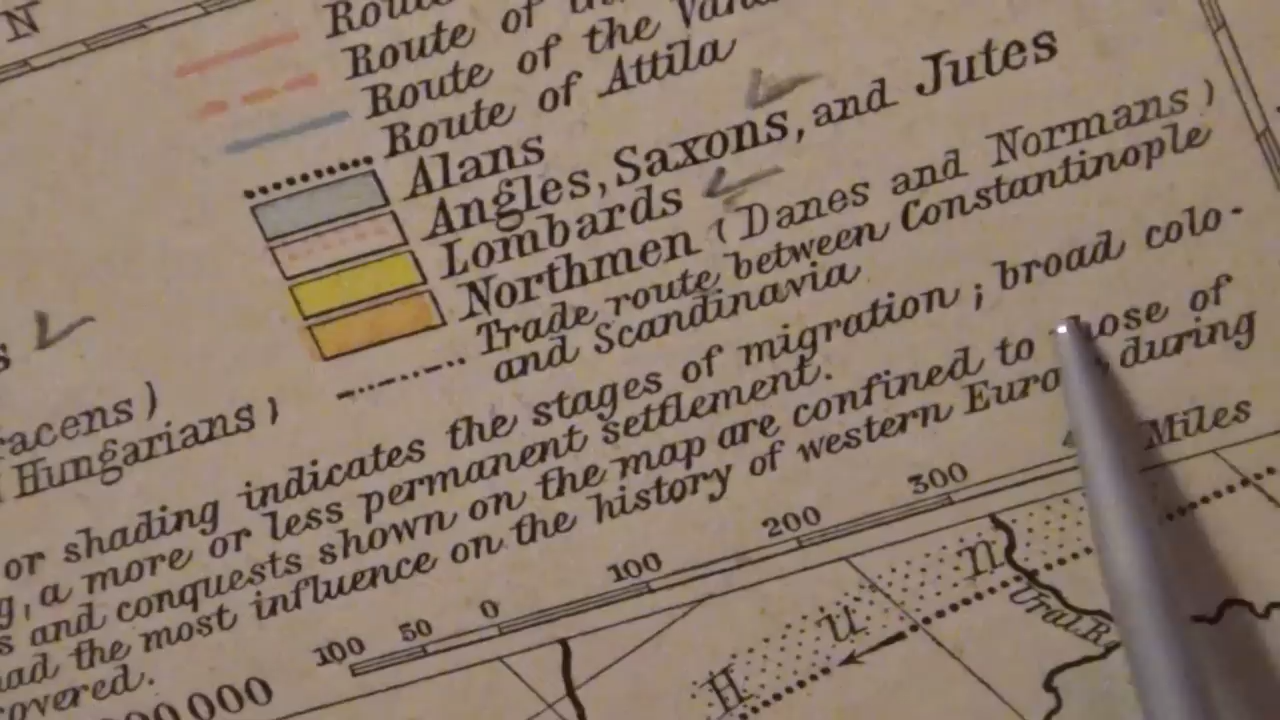 N
Route of
Route of the
Route of Attila
Alans
Angles, Saxons, and Jutes
Lombards
Northmen (Danes and Normans)
Trade route between Constantinople
and Scandinavia
Hungarians)
or shading indicates the stages of migration; broad colo-
a more or less permanent settlement.
s and conquests shown on the map are confined to those of
the most influence on the history of western Europe, during
overed.
100 50 0 100 200 300 Miles
000
H u n
Ural R.